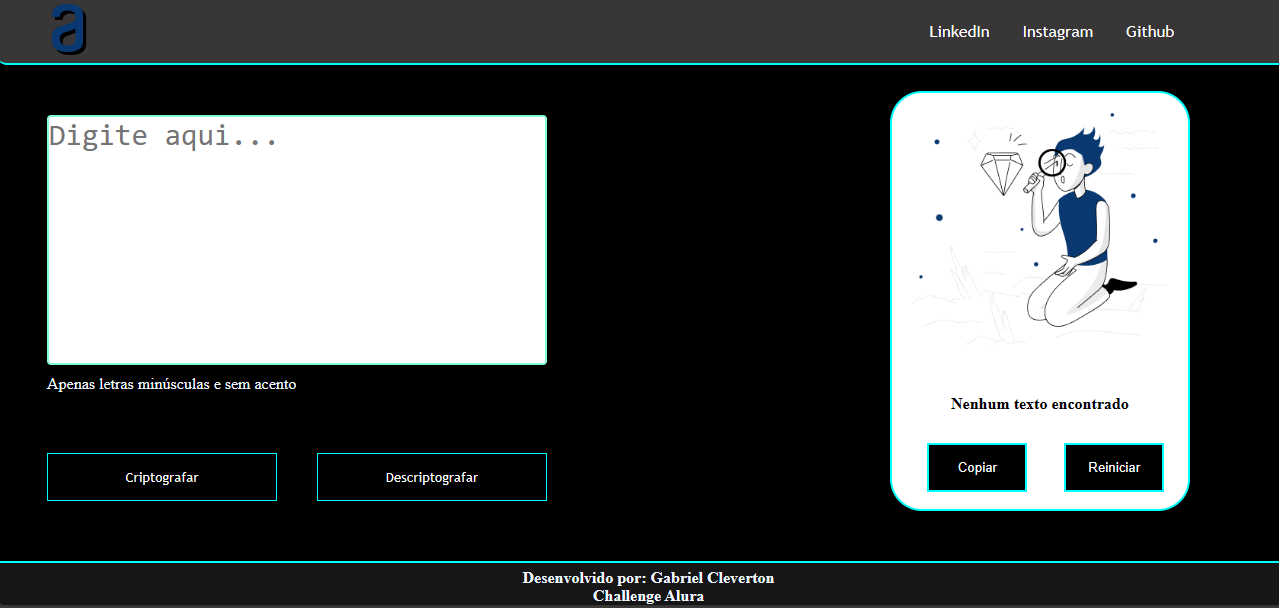 a
LinkedIn Instagram Github
Digite aqui...
Apenas letras minúsculas e sem acento
Criptografar Descriptografar
Nenhum texto encontrado
Copiar Reiniciar
Desenvolvido por: Gabriel Cleverton
Challenge Alura